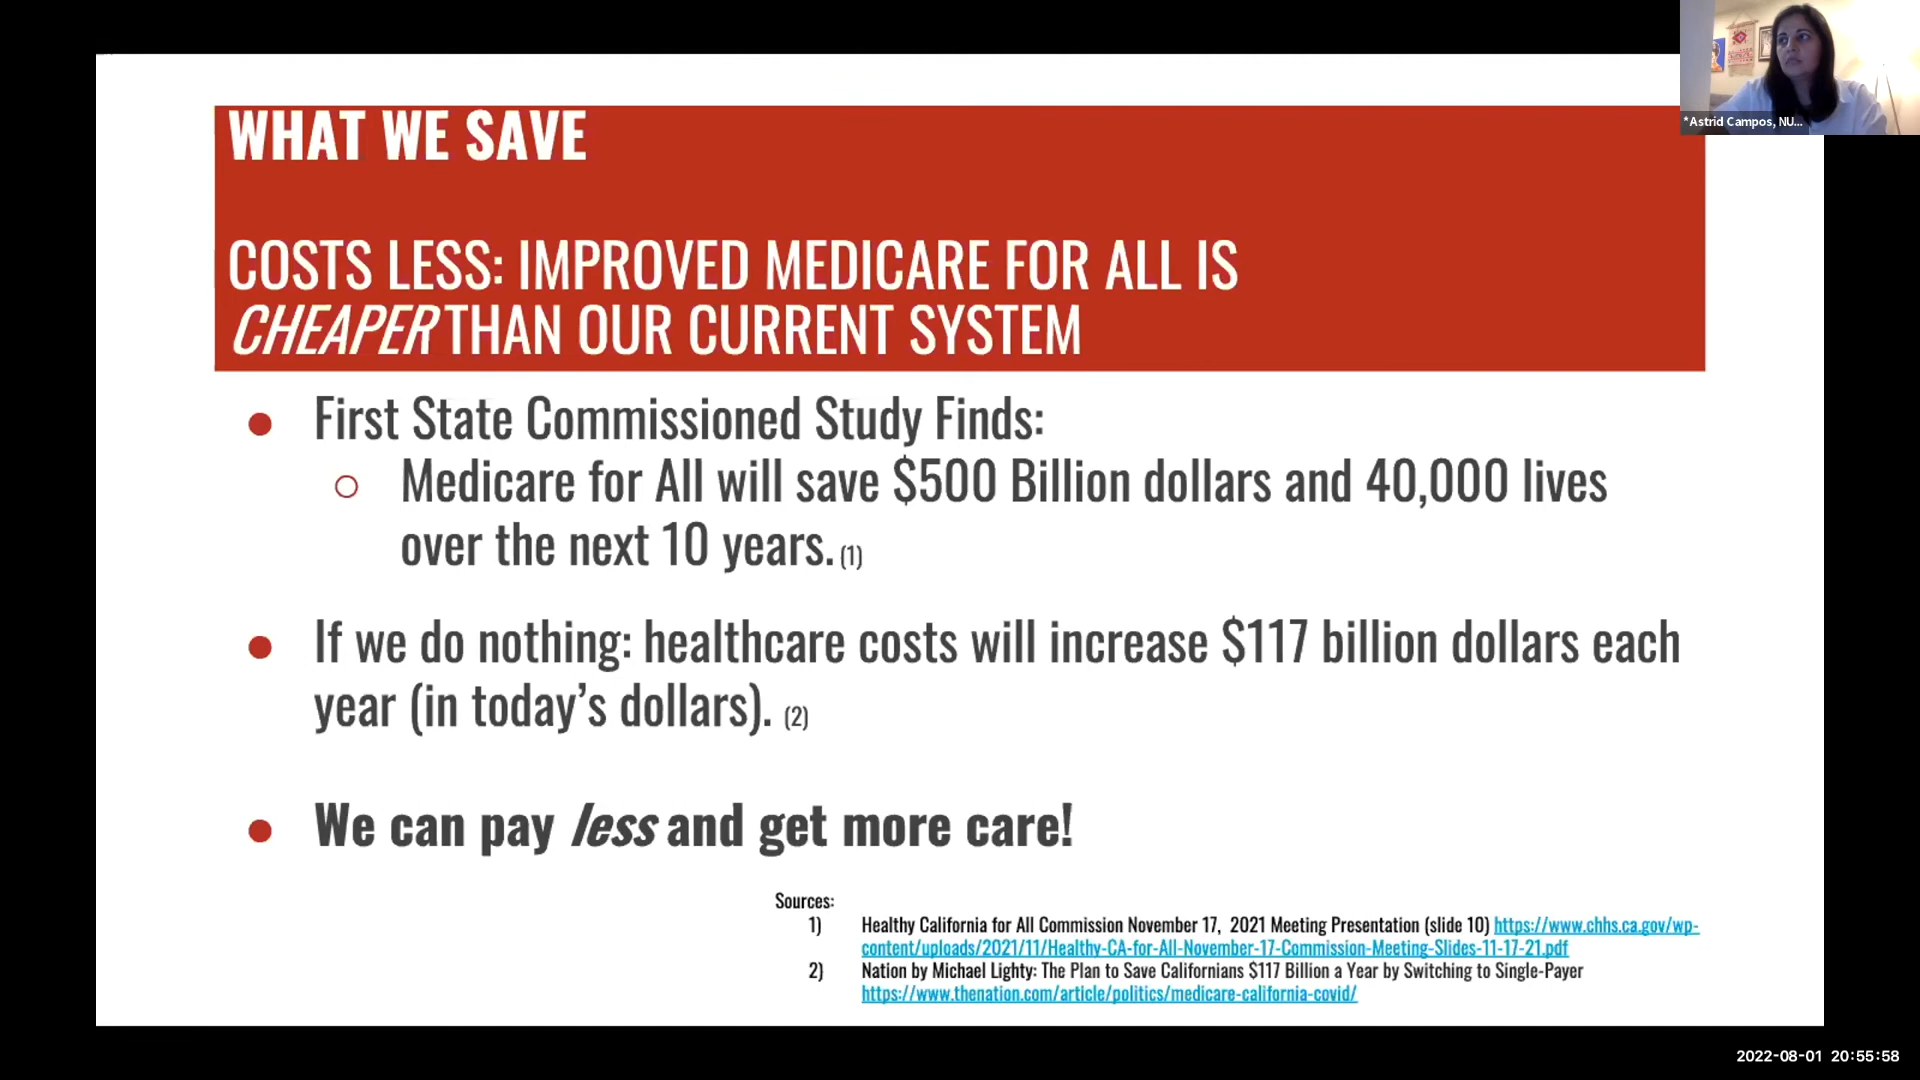 *Astrid Campos, NU...
WHAT WE SAVE
COSTS LESS: IMPROVED MEDICARE FOR ALL IS
CHEAPER THAN OUR CURRENT SYSTEM
● First State Commissioned Study Finds:
○ Medicare for All will save $500 Billion dollars and 40,000 lives
over the next 10 years. (1)
● If we do nothing: healthcare costs will increase $117 billion dollars each
year (in today’s dollars). (2)
● We can pay less and get more care!
Sources:
1) Healthy California for All Commission November 17, 2021 Meeting Presentation (slide 10) https://www.chhs.ca.gov/wp-
content/uploads/2021/11/Healthy-CA-for-All-November-17-Commission-Meeting-Slides-11-17-21.pdf
2) Nation by Michael Lighty: The Plan to Save Californians $117 Billion a Year by Switching to Single-Payer
https://www.thenation.com/article/politics/medicare-california-covid/
2022-08-01 20:55:58